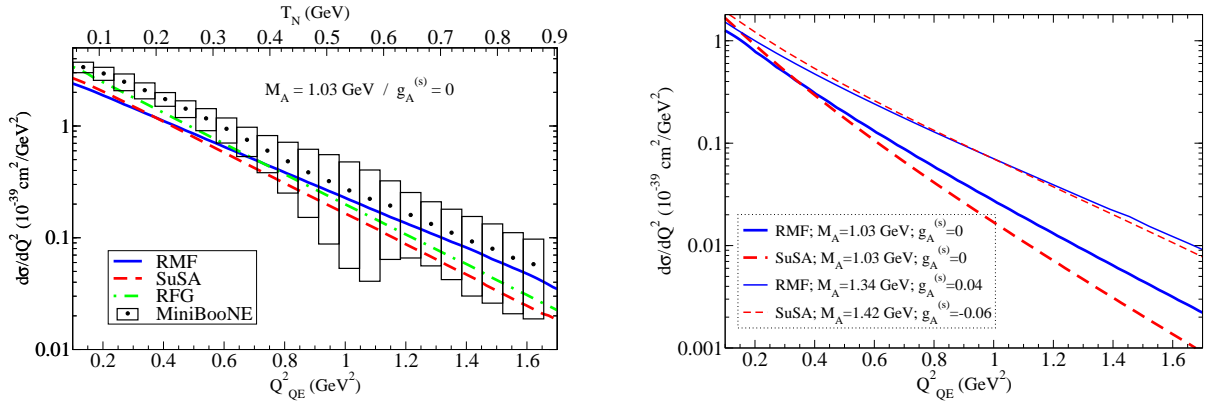 T_N (GeV)
0.1 0.2 0.3 0.4 0.5 0.6 0.7 0.8 0.9
M_A = 1.03 GeV / g_A^(s) = 0
dσ/dQ² (10⁻³⁹ cm²/GeV²)
1
0.1
0.01
RMF
SuSA
RFG
MiniBooNE
0.2 0.4 0.6 0.8 1 1.2 1.4 1.6
Q²_QE (GeV²)
dσ/dQ² (10⁻³⁹ cm²/GeV²)
1
0.1
0.01
0.001
RMF; M_A=1.03 GeV; g_A^(s)=0
SuSA; M_A=1.03 GeV; g_A^(s)=0
RMF; M_A=1.34 GeV; g_A^(s)=0.04
SuSA; M_A=1.42 GeV; g_A^(s)=-0.06
0.2 0.4 0.6 0.8 1 1.2 1.4 1.6
Q²_QE (GeV²)